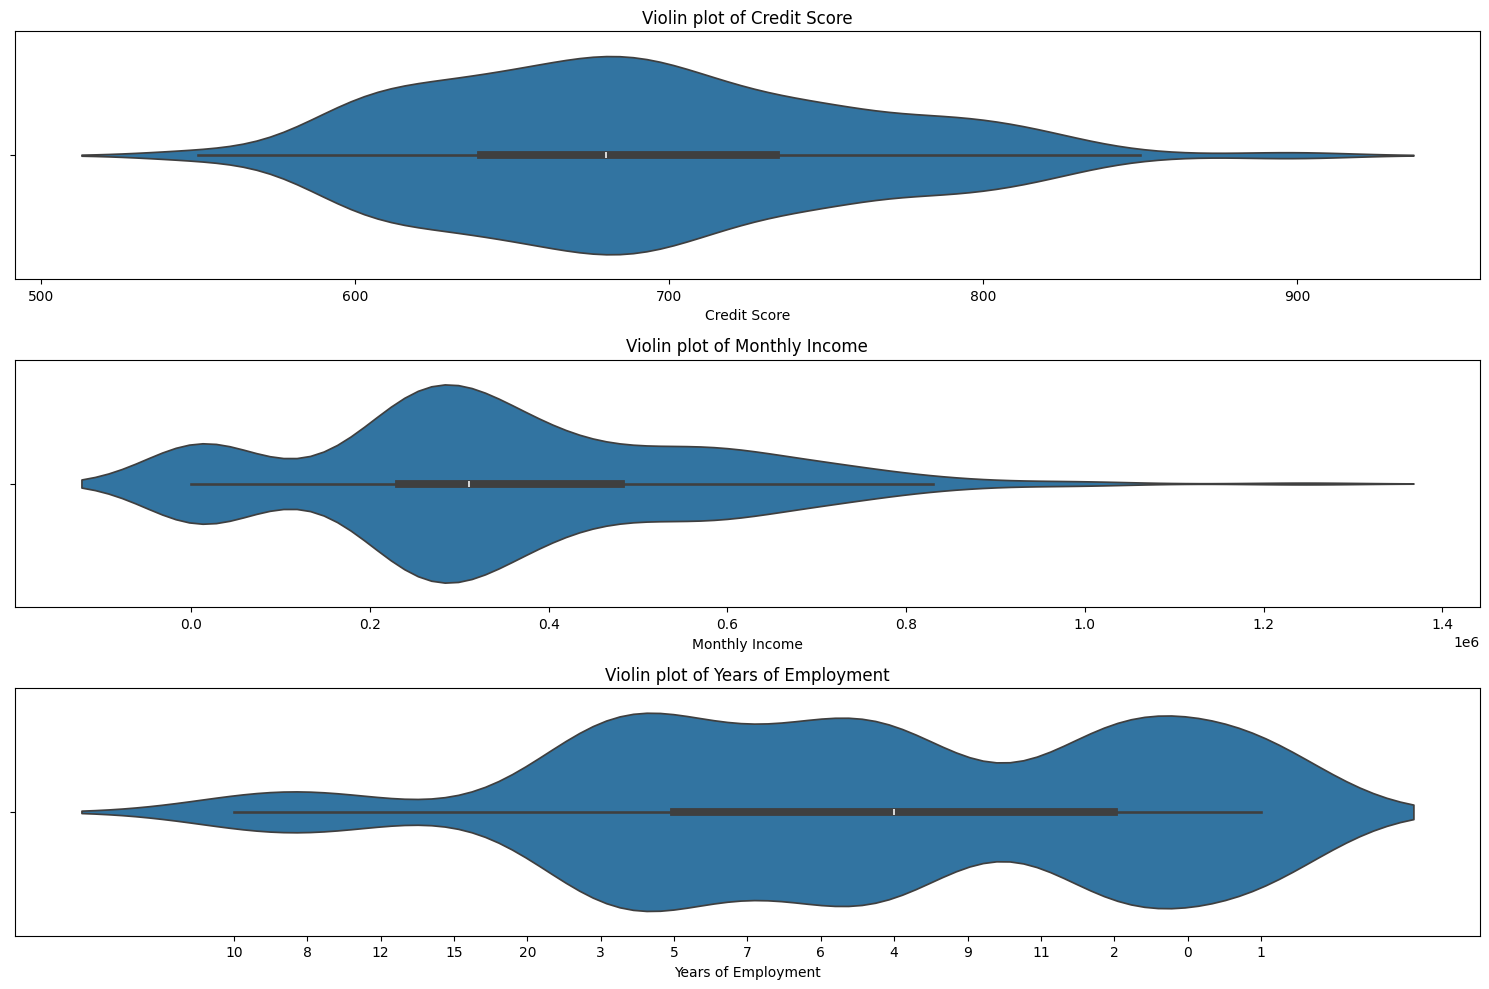 Violin plot of Credit Score
500 600 700 800 900
Credit Score
Violin plot of Monthly Income
0.0 0.2 0.4 0.6 0.8 1.0 1.2 1.4
1e6
Monthly Income
Violin plot of Years of Employment
10 8 12 15 20 3 5 7 6 4 9 11 2 0 1
Years of Employment